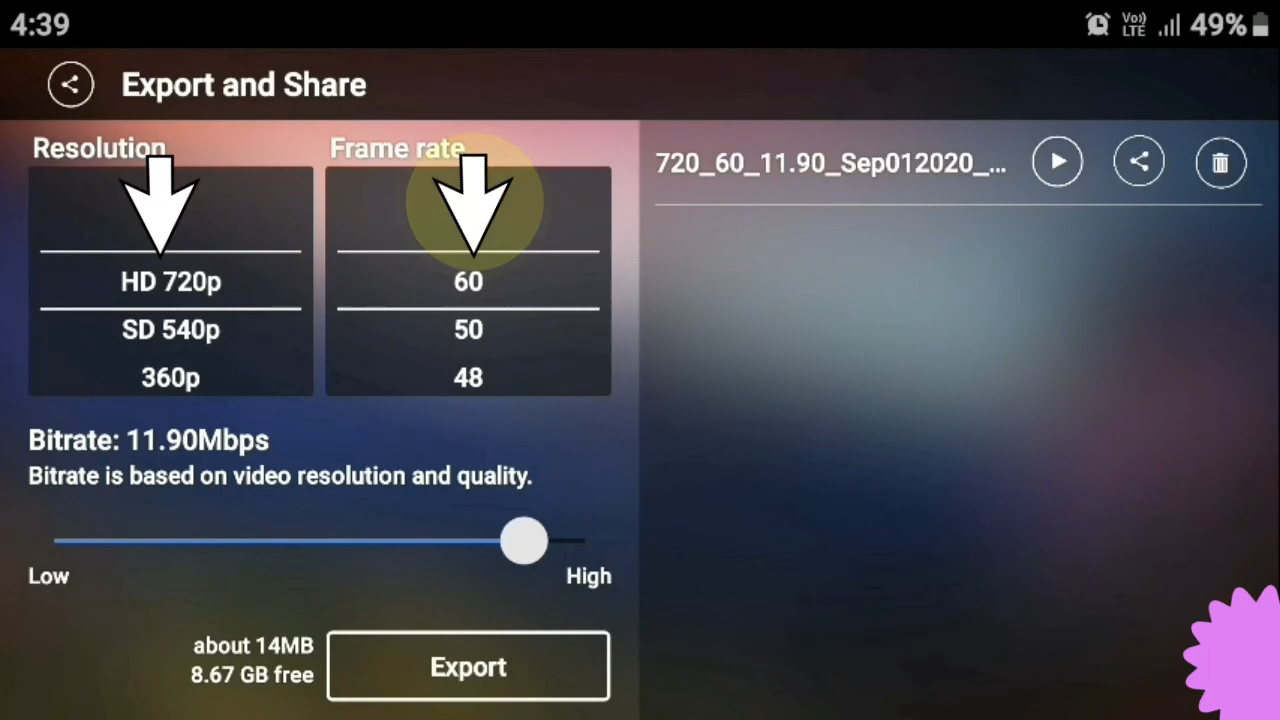 4:39
Vo)) LTE 49%
Export and Share
Resolution
Frame rate
HD 720p
SD 540p
360p
60
50
48
Bitrate: 11.90Mbps
Bitrate is based on video resolution and quality.
Low
High
about 14MB
8.67 GB free
Export
720_60_11.90_Sep012020_...